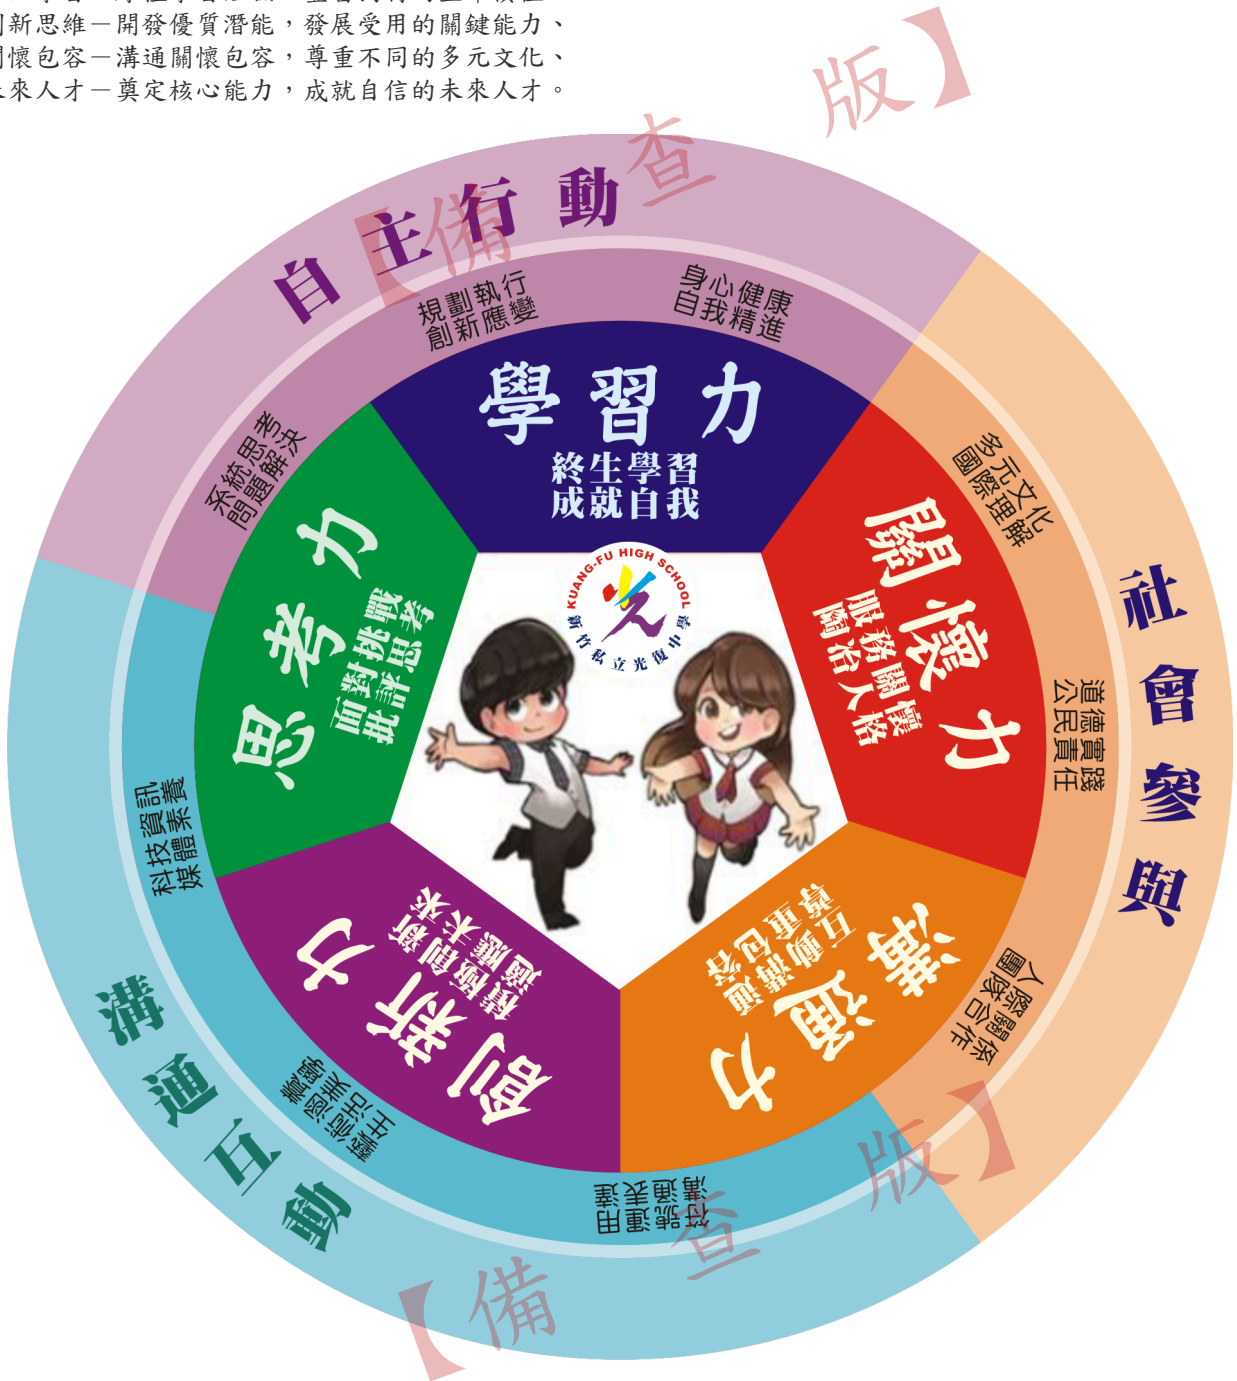 創新思維－開發優質潛能，發展受用的關鍵能力、
關懷包容－溝通關懷包容，尊重不同的多元文化、
未來人才－奠定核心能力，成就自信的未來人才。
【備查版】
自主行動
規劃執行
創新應變
身心健康
自我精進
系統思考
問題解決
社會參與
多元文化
國際理解
道德實踐
公民責任
人際關係
團隊合作
溝通互動
科技資訊
媒體素養
藝術涵養
生活美學
符號運用
溝通表達
學習力
終生學習
成就自我
關懷力
服務關懷
陶冶人格
溝通力
互動溝通
尊重包容
創新力
積極創新
適應未來
思考力
面對挑戰
批評思考
KUANG-FU HIGH SCHOOL
光
新竹私立光復中學
【備查版】